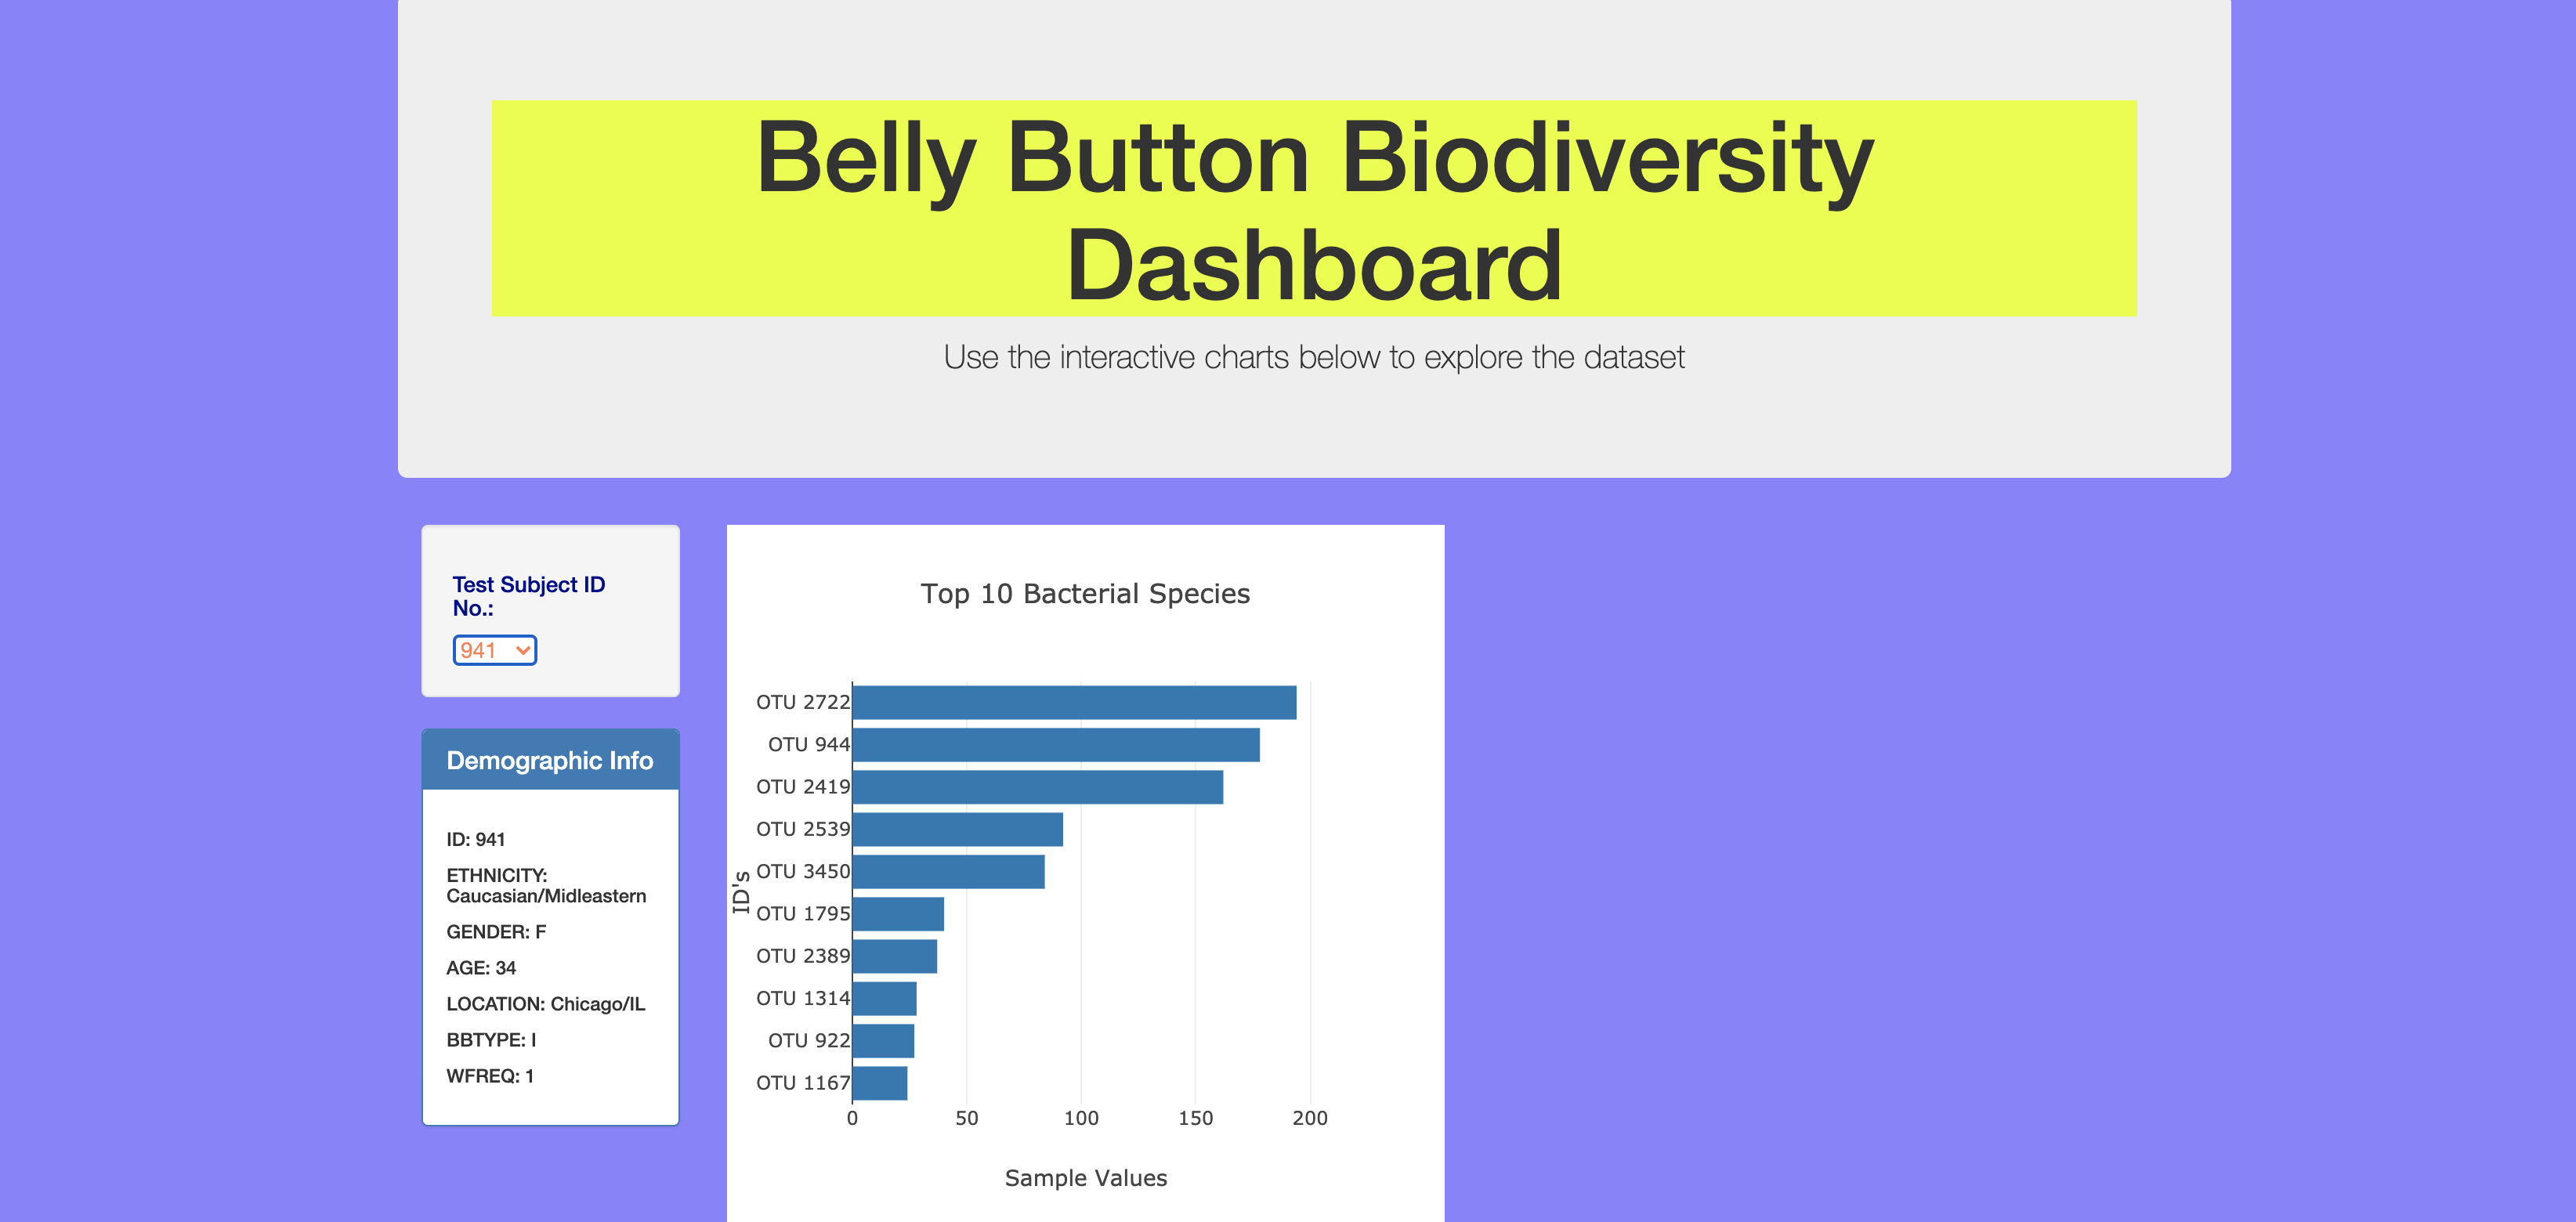 Belly Button Biodiversity
Dashboard
Use the interactive charts below to explore the dataset
Test Subject ID
No.:
941
Demographic Info
ID: 941
ETHNICITY:
Caucasian/Midleastern
GENDER: F
AGE: 34
LOCATION: Chicago/IL
BBTYPE: I
WFREQ: 1
Top 10 Bacterial Species
ID's
OTU 2722
OTU 944
OTU 2419
OTU 2539
OTU 3450
OTU 1795
OTU 2389
OTU 1314
OTU 922
OTU 1167
0 50 100 150 200
Sample Values